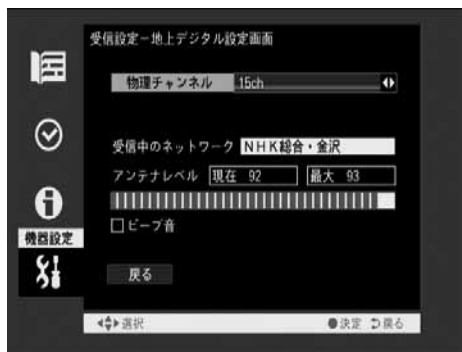 受信設定ー地上デジタル設定画面
物理チャンネル 15ch
受信中のネットワーク NHK総合・金沢
アンテナレベル 現在 92 最大 93
ビープ音
機器設定
戻る
選択 決定 戻る